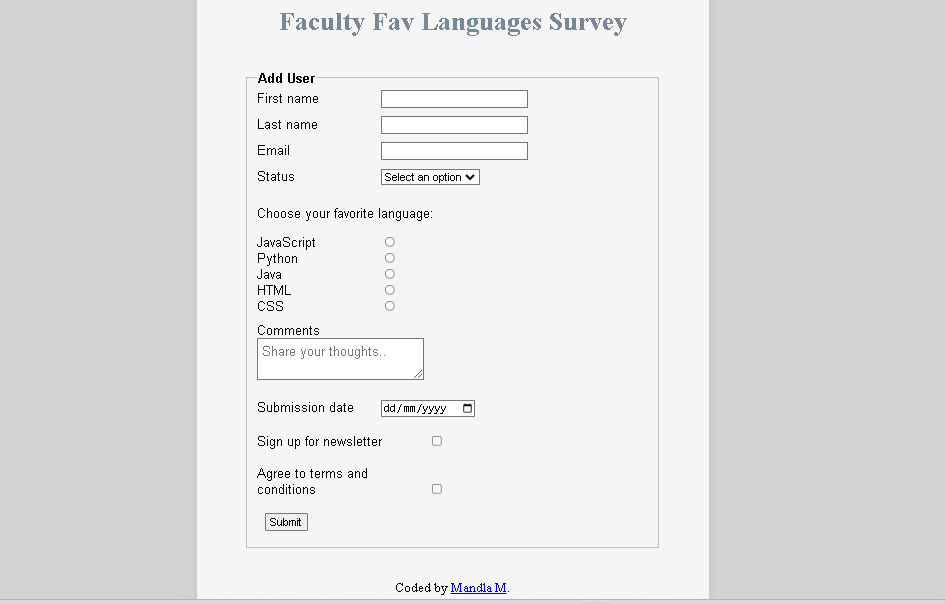 Faculty Fav Languages Survey
Add User
First name
Last name
Email
Status Select an option
Choose your favorite language:
JavaScript
Python
Java
HTML
CSS
Comments
Share your thoughts..
Submission date dd/mm/yyyy
Sign up for newsletter
Agree to terms and
conditions
Submit
Coded by Mandla M.